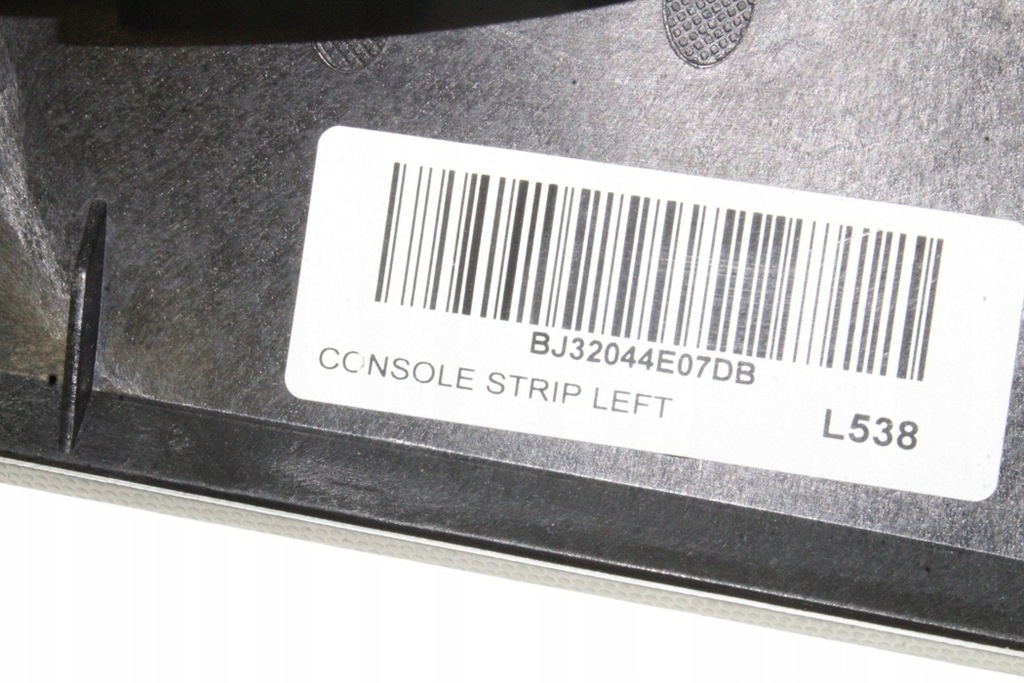 BJ32044E07DB
CONSOLE STRIP LEFT
L538